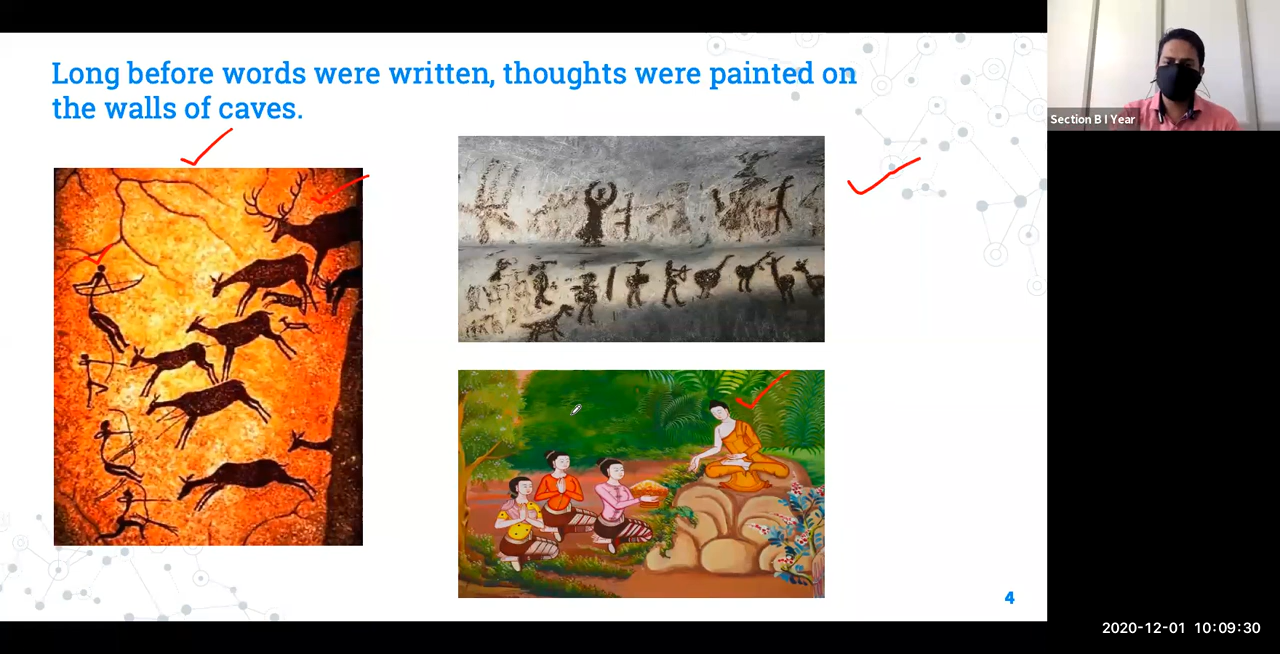 Long before words were written, thoughts were painted on
the walls of caves.
Section B I Year
4
2020-12-01 10:09:30